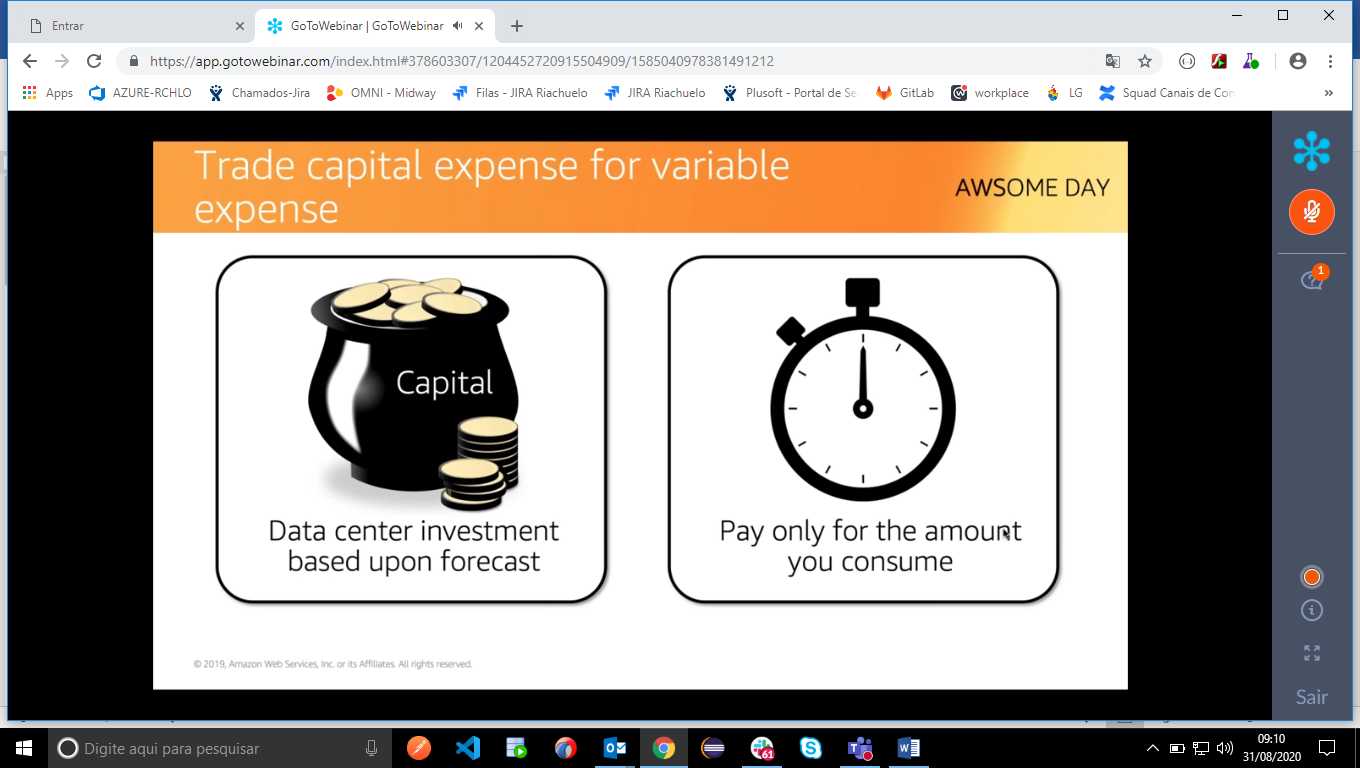 Entrar
GoToWebinar | GoToWebinar
https://app.gotowebinar.com/index.html#378603307/1204452720915504909/1585040978381491212
Apps
AZURE-RCHLO
Chamados-Jira
OMNI - Midway
Filas - JIRA Riachuelo
JIRA Riachuelo
Plusoft - Portal de Se
GitLab
workplace
LG
Squad Canais de Con
»
Trade capital expense for variable
expense
AWSOME DAY
Capital
Data center investment
based upon forecast
Pay only for the amount
you consume
© 2019, Amazon Web Services, Inc. or its Affiliates. All rights reserved.
1
Sair
Digite aqui para pesquisar
61
09:10
31/08/2020